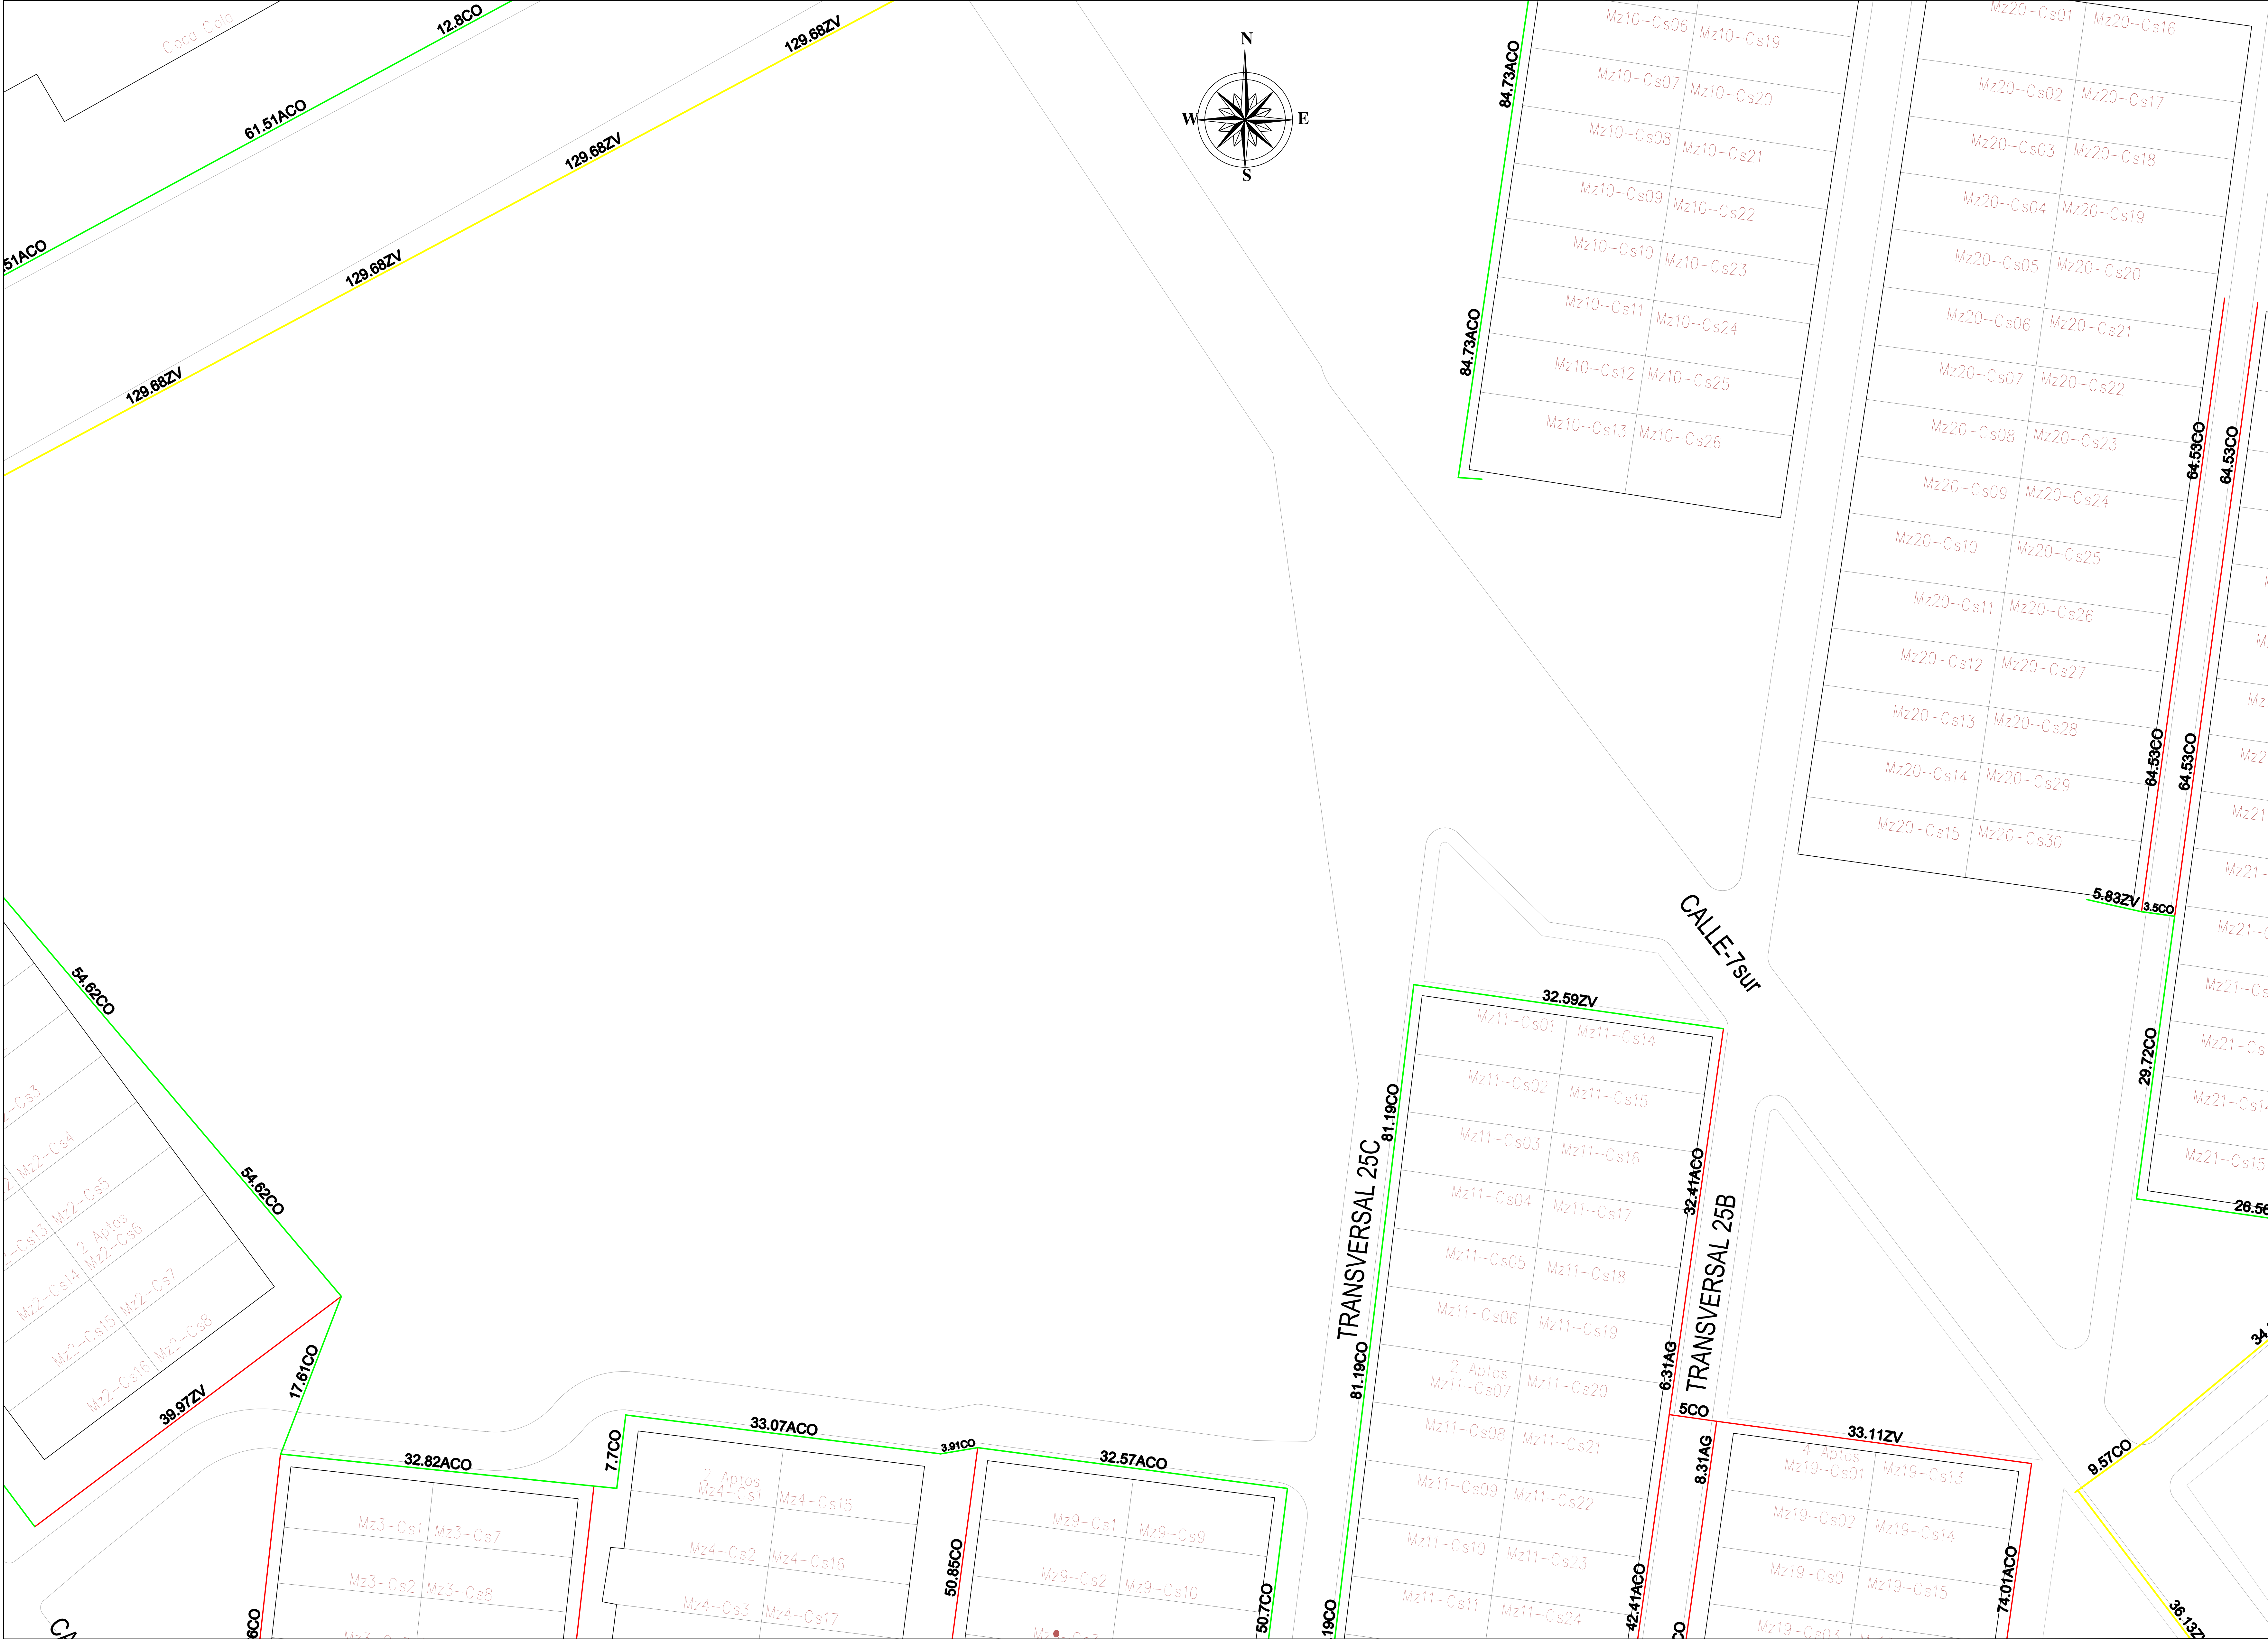 Coca Cola
12.8CO
129.68ZV
61.51ACO
129.68ZV
129.68ZV
129.68ZV
N
W
E
S
84.73ACO
84.73ACO
Mz10-Cs06 Mz10-Cs19
Mz10-Cs07 Mz10-Cs20
Mz10-Cs08 Mz10-Cs21
Mz10-Cs09 Mz10-Cs22
Mz10-Cs10 Mz10-Cs23
Mz10-Cs11 Mz10-Cs24
Mz10-Cs12 Mz10-Cs25
Mz10-Cs13 Mz10-Cs26
Mz20-Cs01 Mz20-Cs16
Mz20-Cs02 Mz20-Cs17
Mz20-Cs03 Mz20-Cs18
Mz20-Cs04 Mz20-Cs19
Mz20-Cs05 Mz20-Cs20
Mz20-Cs06 Mz20-Cs21
Mz20-Cs07 Mz20-Cs22
Mz20-Cs08 Mz20-Cs23
Mz20-Cs09 Mz20-Cs24
Mz20-Cs10 Mz20-Cs25
Mz20-Cs11 Mz20-Cs26
Mz20-Cs12 Mz20-Cs27
Mz20-Cs13 Mz20-Cs28
Mz20-Cs14 Mz20-Cs29
Mz20-Cs15 Mz20-Cs30
64.53CO
64.53CO
64.53CO
64.53CO
5.83ZV
3.5CO
29.72CO
Mz21-Cs14
Mz21-Cs15
CALLE-7sur
54.62CO
54.62CO
Mz2-Cs4
Mz2-Cs5
2 Aptos
Mz2-Cs6
Mz2-Cs14
Mz2-Cs7
Mz2-Cs15
Mz2-Cs8
Mz2-Cs16
17.61CO
39.97ZV
32.82ACO
7.7CO
33.07ACO
3.91CO
32.57ACO
Mz3-Cs1 Mz3-Cs7
Mz3-Cs2 Mz3-Cs8
2 Aptos
Mz4-Cs1 Mz4-Cs15
Mz4-Cs2 Mz4-Cs16
Mz4-Cs3 Mz4-Cs17
50.85CO
Mz9-Cs1 Mz9-Cs9
Mz9-Cs2 Mz9-Cs10
50.7CO
TRANSVERSAL 25C
81.19CO
81.19CO
32.59ZV
Mz11-Cs01 Mz11-Cs14
Mz11-Cs02 Mz11-Cs15
Mz11-Cs03 Mz11-Cs16
Mz11-Cs04 Mz11-Cs17
Mz11-Cs05 Mz11-Cs18
Mz11-Cs06 Mz11-Cs19
2 Aptos
Mz11-Cs07 Mz11-Cs20
Mz11-Cs08 Mz11-Cs21
Mz11-Cs09 Mz11-Cs22
Mz11-Cs10 Mz11-Cs23
Mz11-Cs11 Mz11-Cs24
32.41ACO
6.31AG
42.41ACO
TRANSVERSAL 25B
5CO
8.31AG
33.11ZV
4 Aptos
Mz19-Cs01 Mz19-Cs13
Mz19-Cs02 Mz19-Cs14
Mz19-Cs0 Mz19-Cs15
Mz19-Cs03
74.01ACO
9.57CO